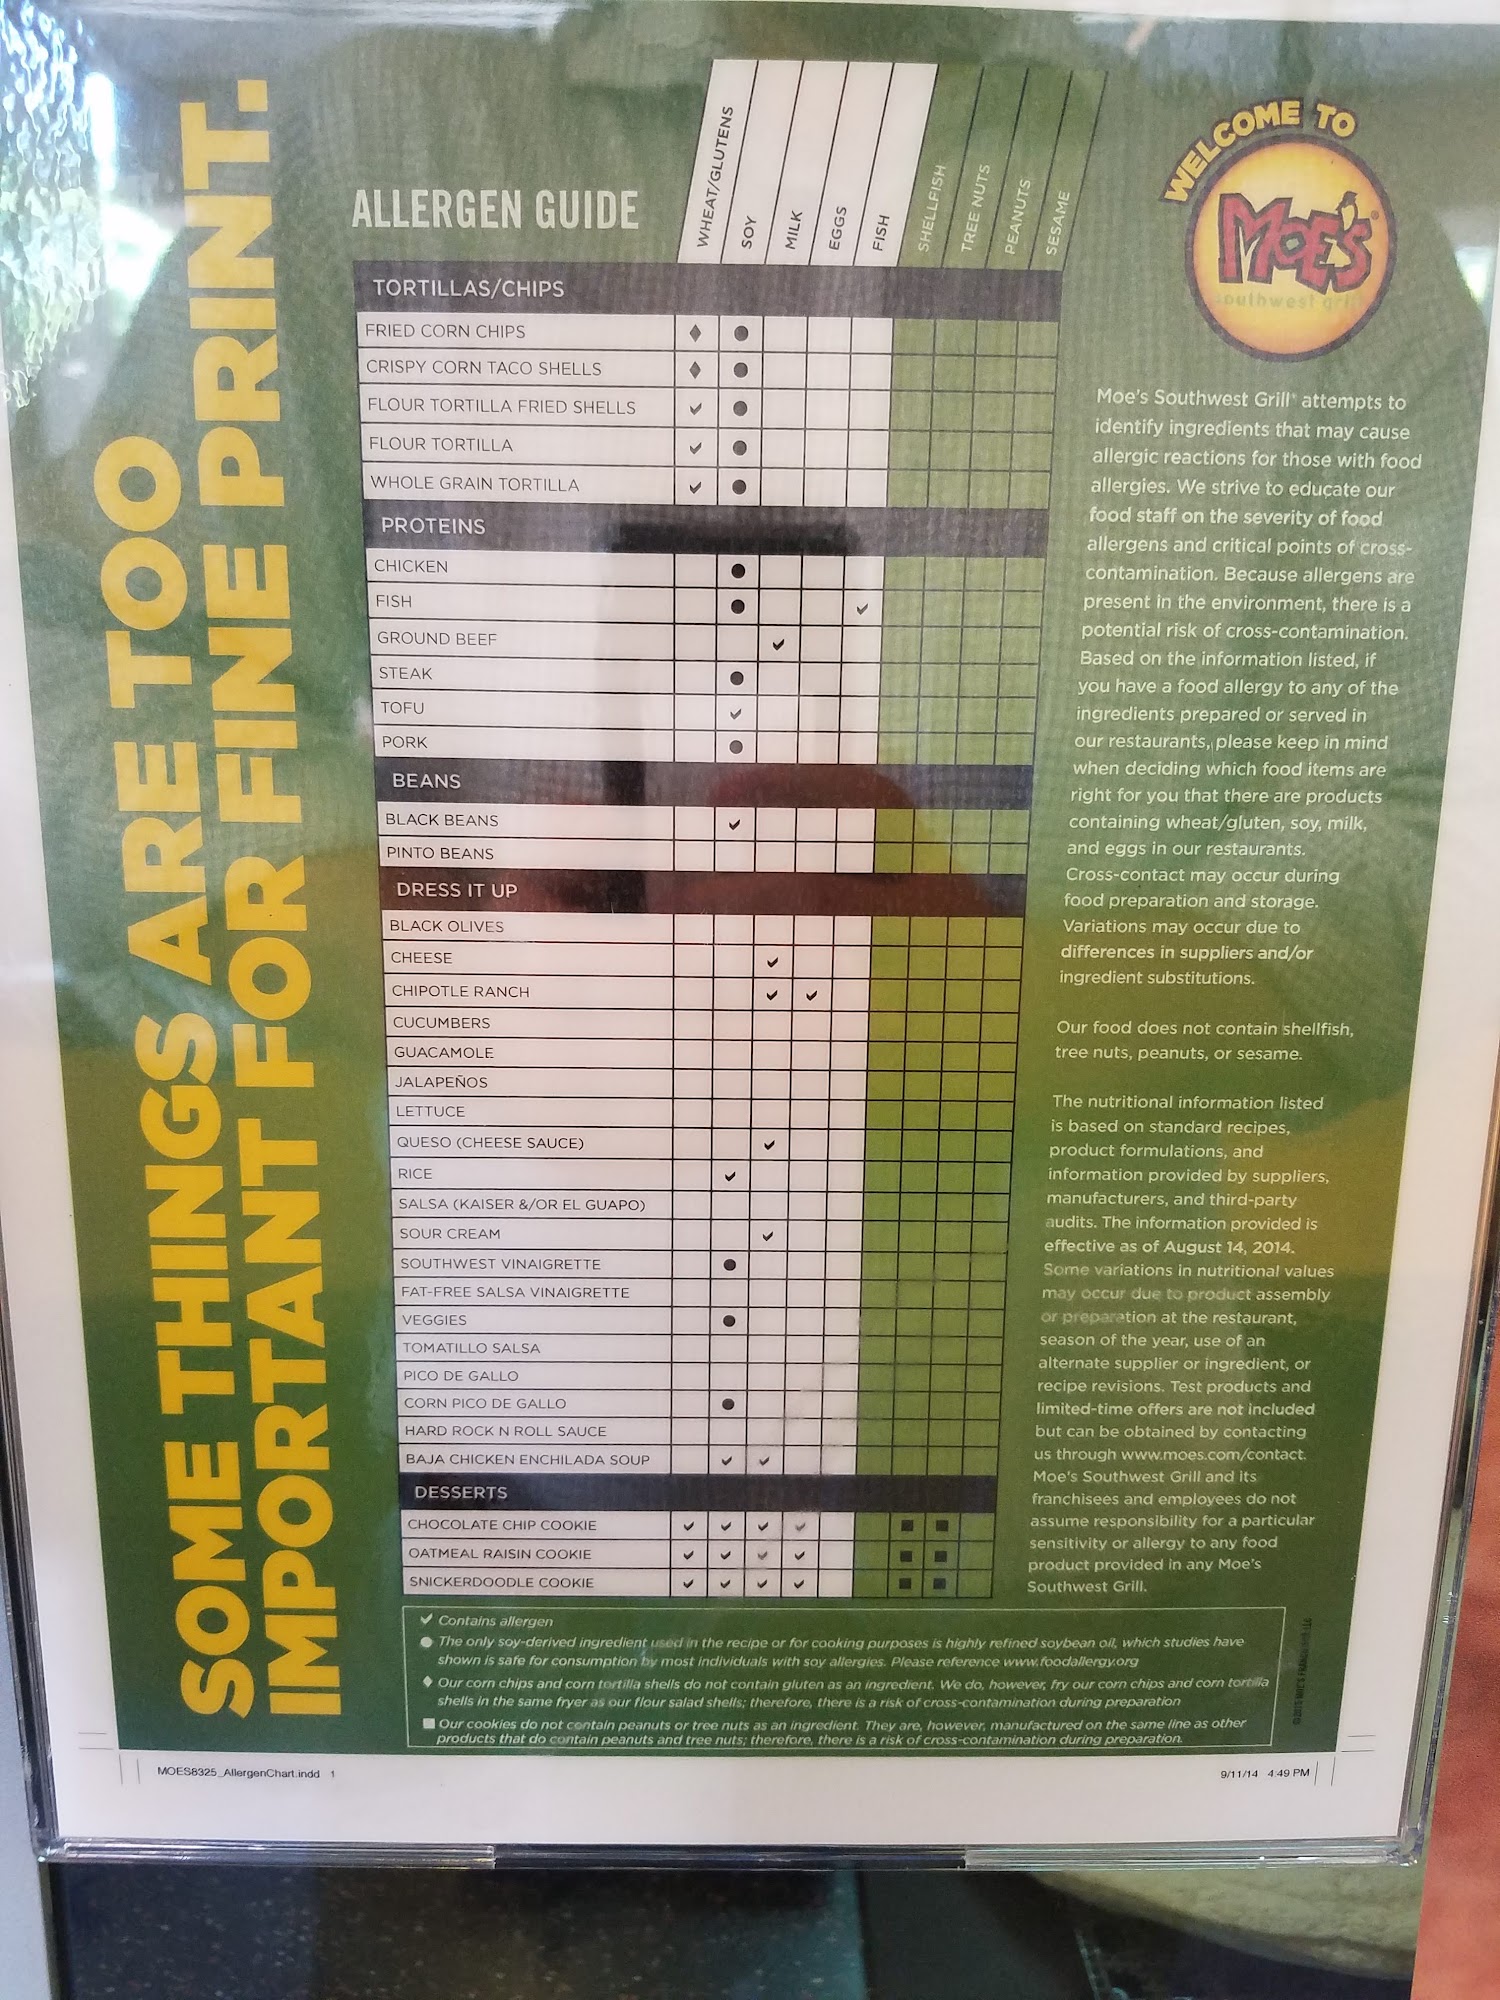 SOME THINGS ARE TOO
IMPORTANT FOR FINE PRINT.
ALLERGEN GUIDE
WHEAT/GLUTENS
SOY
MILK
EGGS
FISH
SHELLFISH
TREE NUTS
PEANUTS
SESAME
TORTILLAS/CHIPS
FRIED CORN CHIPS ♦ ●
CRISPY CORN TACO SHELLS ♦ ●
FLOUR TORTILLA FRIED SHELLS ✓ ●
FLOUR TORTILLA ✓ ●
WHOLE GRAIN TORTILLA ✓ ●
PROTEINS
CHICKEN ●
FISH ● ✓
GROUND BEEF ✓
STEAK ●
TOFU ✓
PORK ●
BEANS
BLACK BEANS ✓
PINTO BEANS
DRESS IT UP
BLACK OLIVES
CHEESE ✓
CHIPOTLE RANCH ✓ ✓
CUCUMBERS
GUACAMOLE
JALAPEÑOS
LETTUCE
QUESO (CHEESE SAUCE) ✓
RICE ✓
SALSA (KAISER &/OR EL GUAPO)
SOUR CREAM ✓
SOUTHWEST VINAIGRETTE ●
FAT-FREE SALSA VINAIGRETTE
VEGGIES ●
TOMATILLO SALSA
PICO DE GALLO
CORN PICO DE GALLO ●
HARD ROCK N ROLL SAUCE
BAJA CHICKEN ENCHILADA SOUP ✓ ✓
DESSERTS
CHOCOLATE CHIP COOKIE ✓ ✓ ✓ ✓ ■ ■
OATMEAL RAISIN COOKIE ✓ ✓ ✓ ✓ ■ ■
SNICKERDOODLE COOKIE ✓ ✓ ✓ ✓ ■ ■
✓ Contains allergen
● The only soy-derived ingredient used in the recipe or for cooking purposes is highly refined soybean oil, which studies have
shown is safe for consumption by most individuals with soy allergies. Please reference www.foodallergy.org
♦ Our corn chips and corn tortilla shells do not contain gluten as an ingredient. We do, however, fry our corn chips and corn tortilla
shells in the same fryer as our flour salad shells; therefore, there is a risk of cross-contamination during preparation
■ Our cookies do not contain peanuts or tree nuts as an ingredient. They are, however, manufactured on the same line as other
products that do contain peanuts and tree nuts; therefore, there is a risk of cross-contamination during preparation.
WELCOME TO
MOE'S®
southwest grill
Moe's Southwest Grill® attempts to
identify ingredients that may cause
allergic reactions for those with food
allergies. We strive to educate our
food staff on the severity of food
allergens and critical points of cross-
contamination. Because allergens are
present in the environment, there is a
potential risk of cross-contamination.
Based on the information listed, if
you have a food allergy to any of the
ingredients prepared or served in
our restaurants, please keep in mind
when deciding which food items are
right for you that there are products
containing wheat/gluten, soy, milk,
and eggs in our restaurants.
Cross-contact may occur during
food preparation and storage.
Variations may occur due to
differences in suppliers and/or
ingredient substitutions.
Our food does not contain shellfish,
tree nuts, peanuts, or sesame.
The nutritional information listed
is based on standard recipes,
product formulations, and
information provided by suppliers,
manufacturers, and third-party
audits. The information provided is
effective as of August 14, 2014.
Some variations in nutritional values
may occur due to product assembly
or preparation at the restaurant,
season of the year, use of an
alternate supplier or ingredient, or
recipe revisions. Test products and
limited-time offers are not included
but can be obtained by contacting
us through www.moes.com/contact.
Moe's Southwest Grill and its
franchisees and employees do not
assume responsibility for a particular
sensitivity or allergy to any food
product provided in any Moe's
Southwest Grill.
MOES8325_AllergenChart.indd 1
9/11/14 4:49 PM